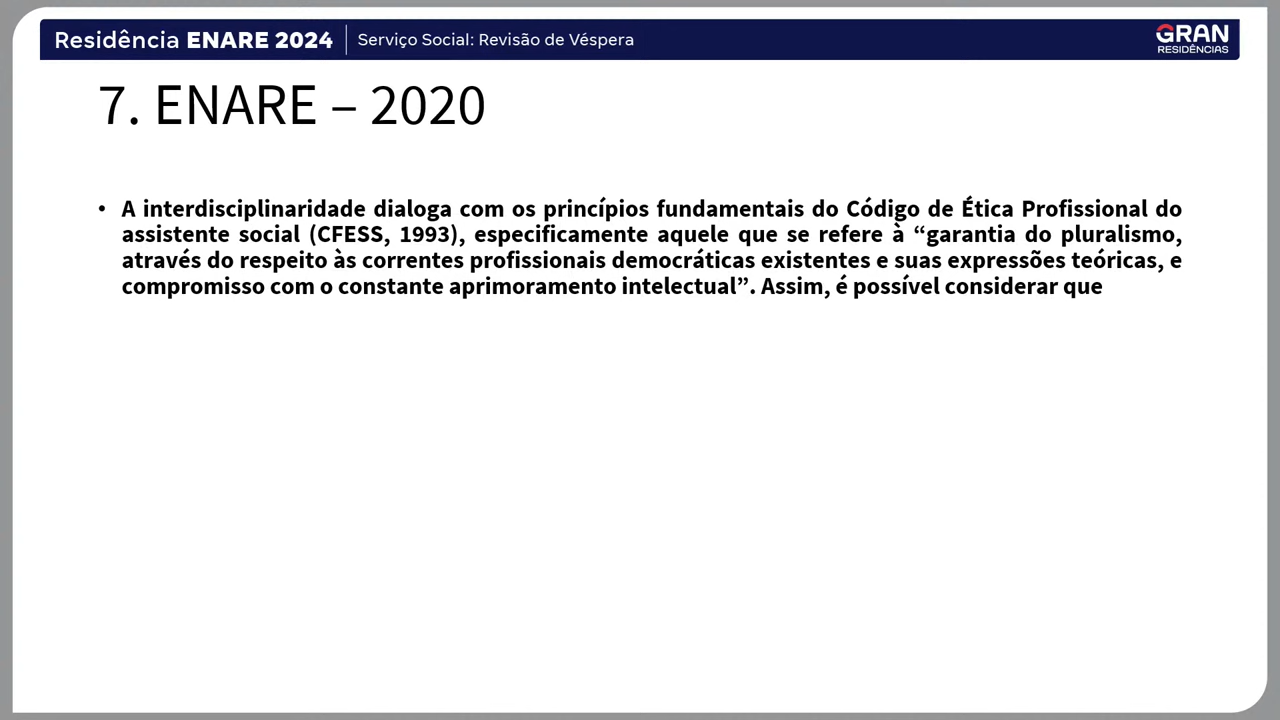 Residência ENARE 2024 Serviço Social: Revisão de Véspera GRAN
RESIDÊNCIAS
7. ENARE – 2020
• A interdisciplinaridade dialoga com os princípios fundamentais do Código de Ética Profissional do
assistente social (CFESS, 1993), especificamente aquele que se refere à “garantia do pluralismo,
através do respeito às correntes profissionais democráticas existentes e suas expressões teóricas, e
compromisso com o constante aprimoramento intelectual”. Assim, é possível considerar que